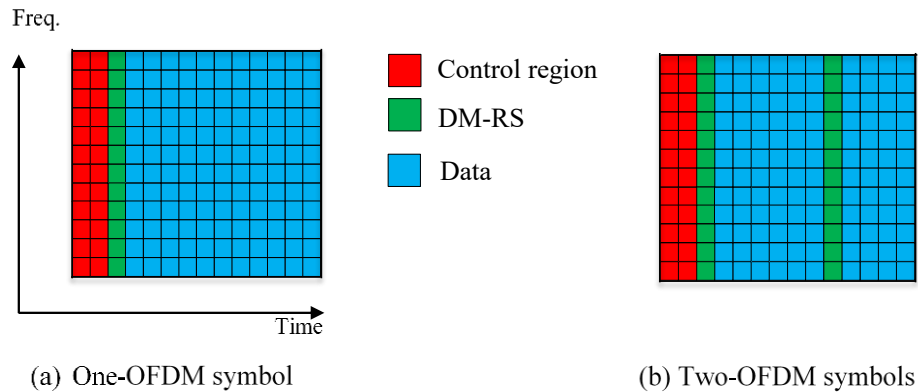 Freq.
Control region
DM-RS
Data
Time
(a) One-OFDM symbol
(b) Two-OFDM symbols